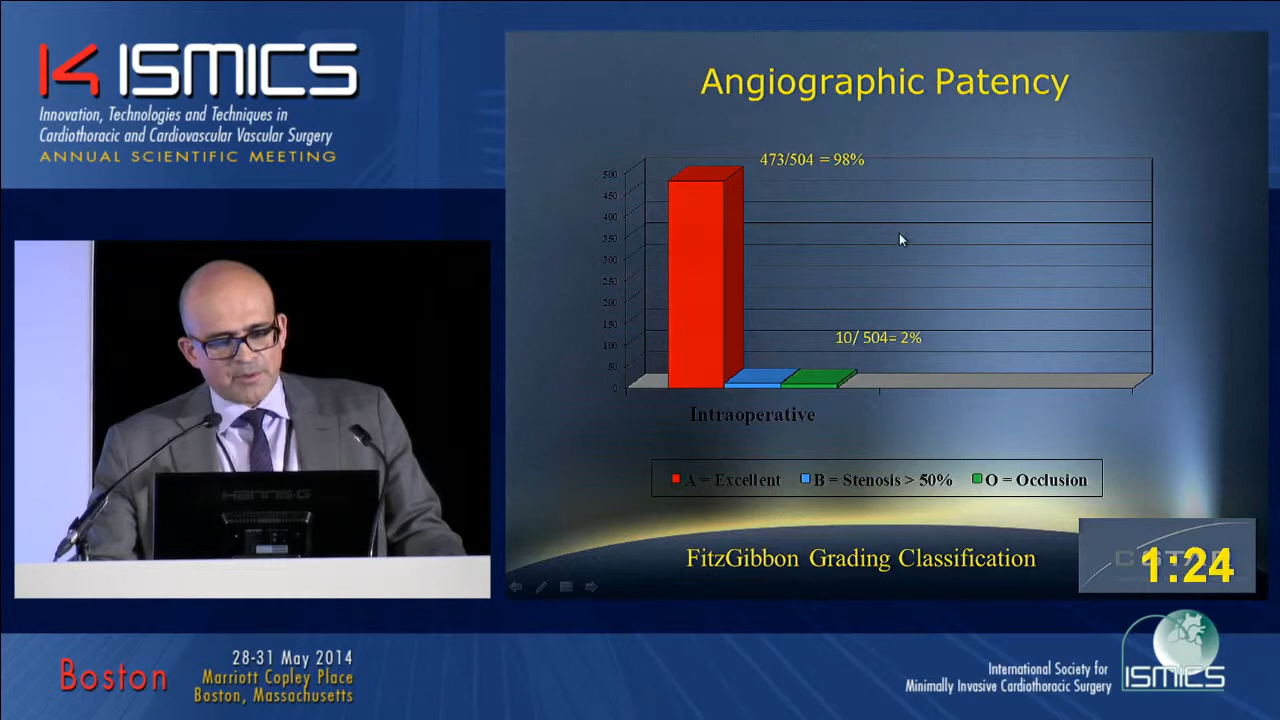 14 ISMICS
Innovation, Technologies and Techniques in
Cardiothoracic and Cardiovascular Vascular Surgery
ANNUAL SCIENTIFIC MEETING
Angiographic Patency
473/504 = 98%
500
450
400
350
300
250
200
150
100
50
0
10/ 504= 2%
Intraoperative
A = Excellent
B = Stenosis > 50%
O = Occlusion
FitzGibbon Grading Classification
1:24
HANNS-G
Boston
28-31 May 2014
Marriott Copley Place
Boston, Massachusetts
International Society for
Minimally Invasive Cardiothoracic Surgery
ISMICS